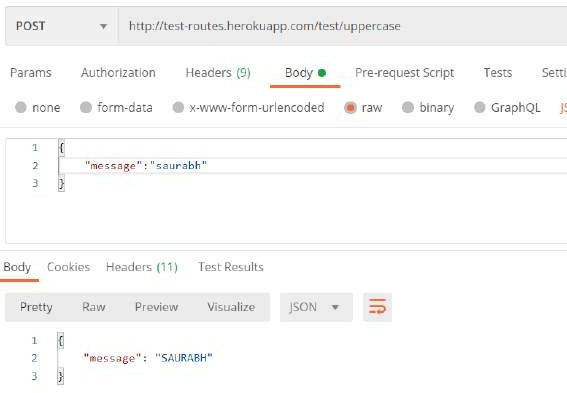 POST http://test-routes.herokuapp.com/test/uppercase
Params Authorization Headers (9) Body Pre-request Script Tests Setti
none form-data x-www-form-urlencoded raw binary GraphQL JS
1 {
2 "message":"saurabh"
3 }
Body Cookies Headers (11) Test Results
Pretty Raw Preview Visualize JSON
1 {
2 "message": "SAURABH"
3 }